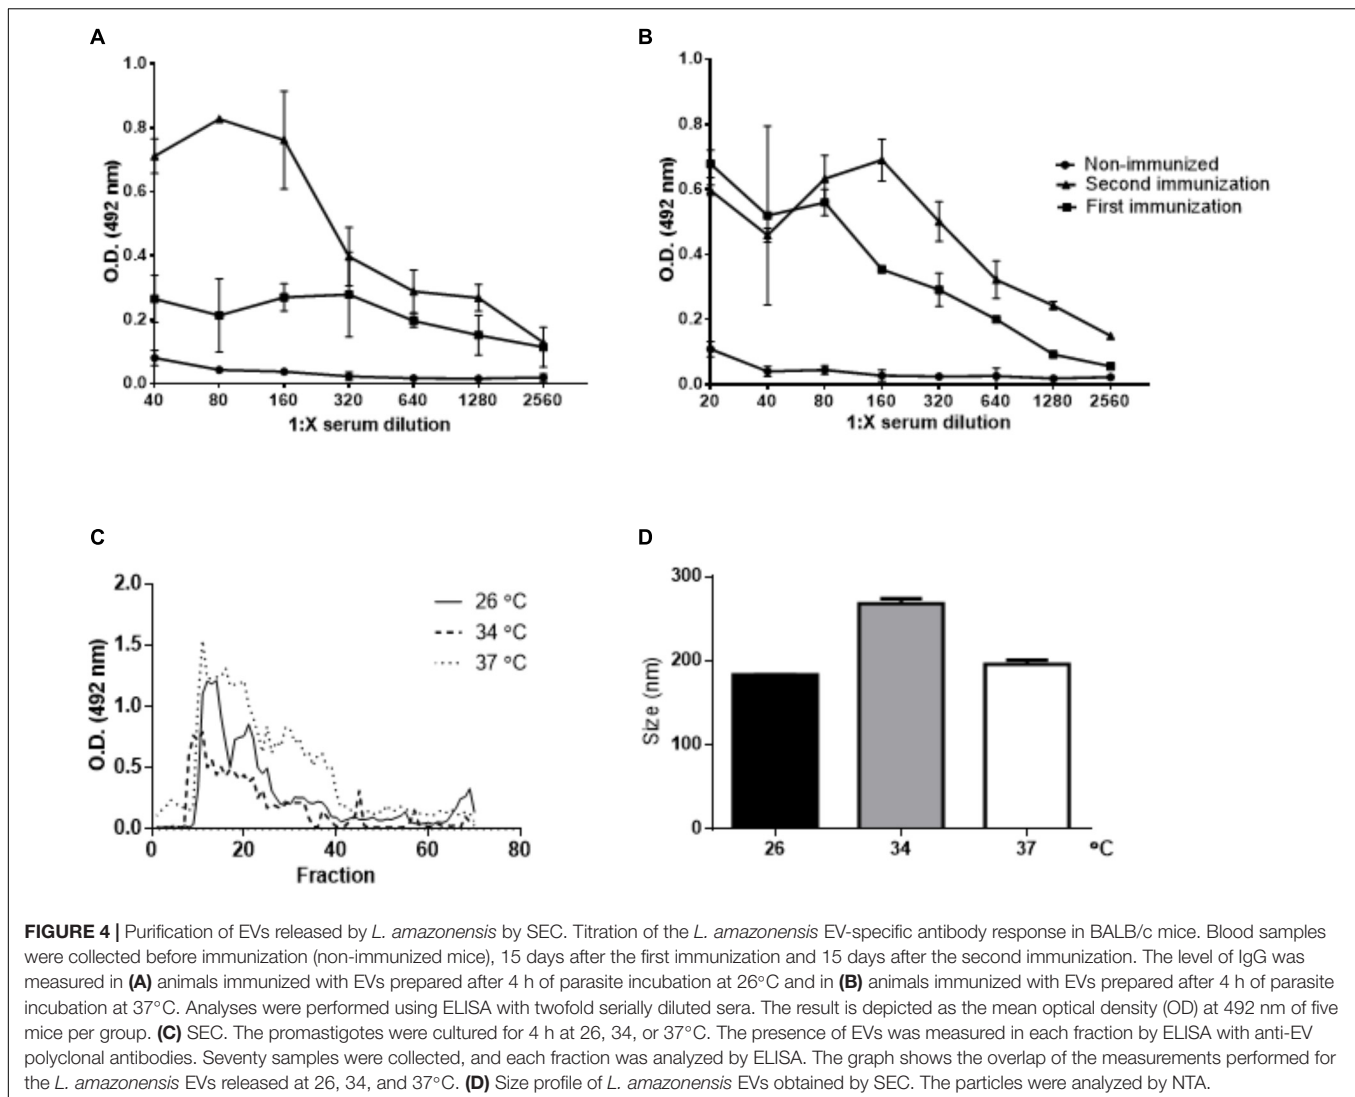 A
1.0
0.8
0.6
0.4
0.2
0.0
O.D. (492 nm)
40 80 160 320 640 1280 2560
1:X serum dilution
B
1.0
0.8
0.6
0.4
0.2
0.0
O.D. (492 nm)
20 40 80 160 320 640 1280 2560
1:X serum dilution
Non-immunized
Second immunization
First immunization
C
2.0
1.5
1.0
0.5
0.0
O.D. (492 nm)
0 20 40 60 80
Fraction
26 °C
34 °C
37 °C
D
300
200
100
0
Size (nm)
26 34 37 °C
FIGURE 4 | Purification of EVs released by L. amazonensis by SEC. Titration of the L. amazonensis EV-specific antibody response in BALB/c mice. Blood samples
were collected before immunization (non-immunized mice), 15 days after the first immunization and 15 days after the second immunization. The level of IgG was
measured in (A) animals immunized with EVs prepared after 4 h of parasite incubation at 26°C and in (B) animals immunized with EVs prepared after 4 h of parasite
incubation at 37°C. Analyses were performed using ELISA with twofold serially diluted sera. The result is depicted as the mean optical density (OD) at 492 nm of five
mice per group. (C) SEC. The promastigotes were cultured for 4 h at 26, 34, or 37°C. The presence of EVs was measured in each fraction by ELISA with anti-EV
polyclonal antibodies. Seventy samples were collected, and each fraction was analyzed by ELISA. The graph shows the overlap of the measurements performed for
the L. amazonensis EVs released at 26, 34, and 37°C. (D) Size profile of L. amazonensis EVs obtained by SEC. The particles were analyzed by NTA.